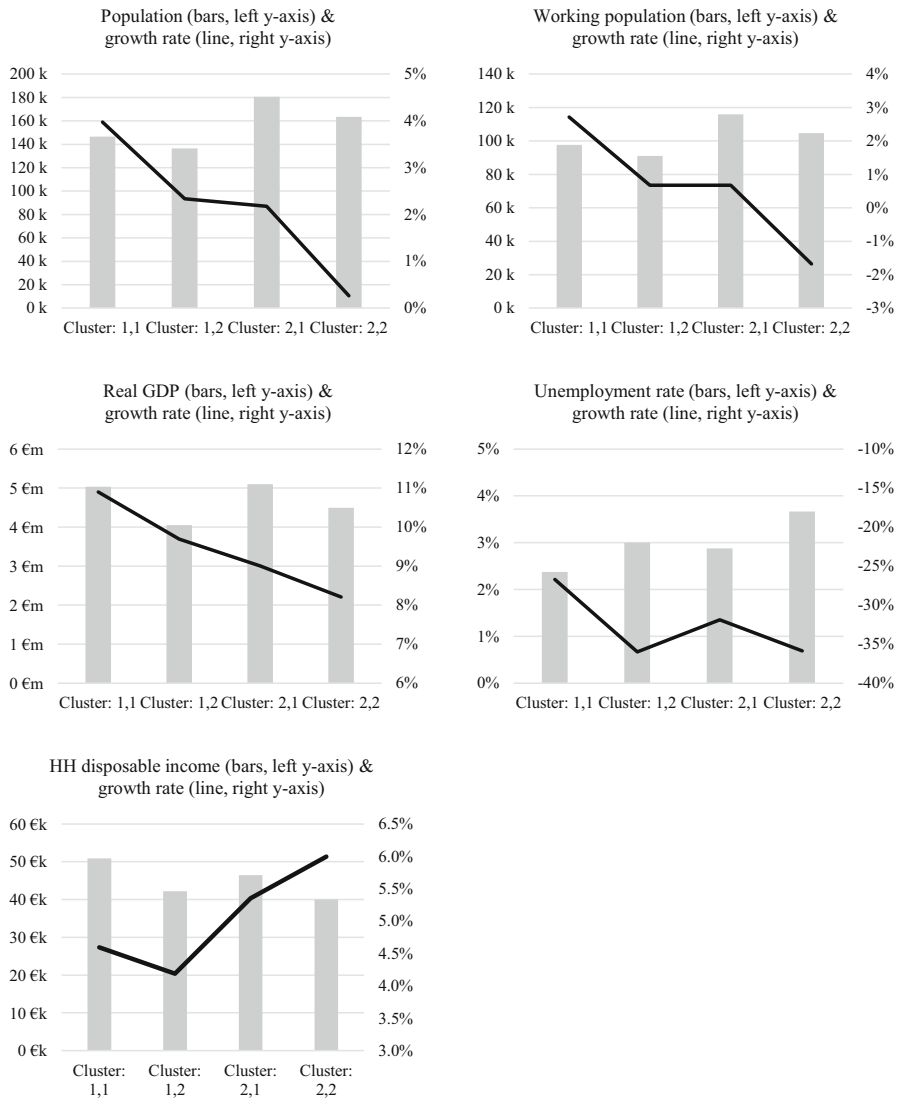 Population (bars, left y-axis) &
growth rate (line, right y-axis)
200 k
180 k
160 k
140 k
120 k
100 k
80 k
60 k
40 k
20 k
0 k
5%
4%
3%
2%
1%
0%
Cluster: 1,1 Cluster: 1,2 Cluster: 2,1 Cluster: 2,2
Working population (bars, left y-axis) &
growth rate (line, right y-axis)
140 k
120 k
100 k
80 k
60 k
40 k
20 k
0 k
4%
3%
2%
1%
0%
-1%
-2%
-3%
Cluster: 1,1 Cluster: 1,2 Cluster: 2,1 Cluster: 2,2
Real GDP (bars, left y-axis) &
growth rate (line, right y-axis)
6 €m
5 €m
4 €m
3 €m
2 €m
1 €m
0 €m
12%
11%
10%
9%
8%
7%
6%
Cluster: 1,1 Cluster: 1,2 Cluster: 2,1 Cluster: 2,2
Unemployment rate (bars, left y-axis) &
growth rate (line, right y-axis)
5%
4%
3%
2%
1%
0%
-10%
-15%
-20%
-25%
-30%
-35%
-40%
Cluster: 1,1 Cluster: 1,2 Cluster: 2,1 Cluster: 2,2
HH disposable income (bars, left y-axis) &
growth rate (line, right y-axis)
60 €k
50 €k
40 €k
30 €k
20 €k
10 €k
0 €k
6.5%
6.0%
5.5%
5.0%
4.5%
4.0%
3.5%
3.0%
Cluster: Cluster: Cluster: Cluster:
1,1 1,2 2,1 2,2